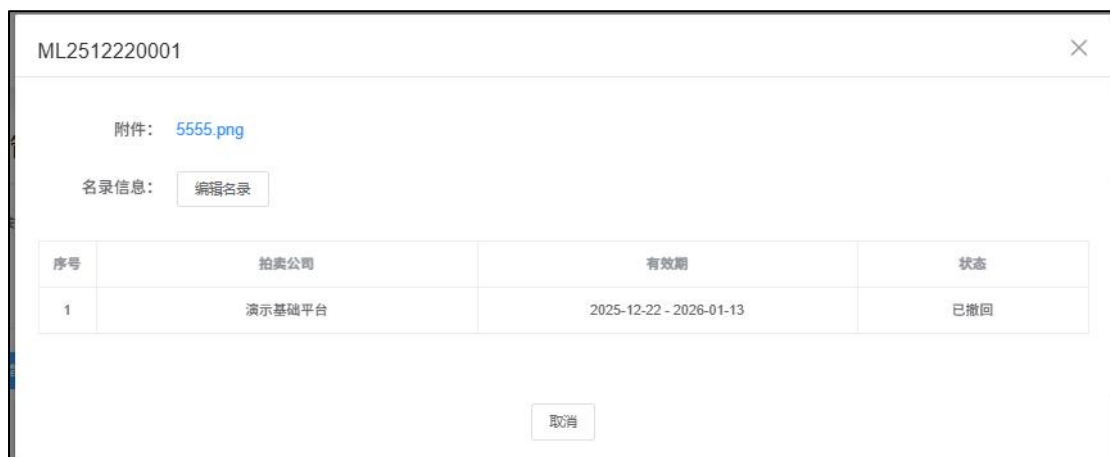 ML2512220001
附件： 5555.png
名录信息： 编辑名录
序号 拍卖公司 有效期 状态
1 演示基础平台 2025-12-22 - 2026-01-13 已撤回
取消